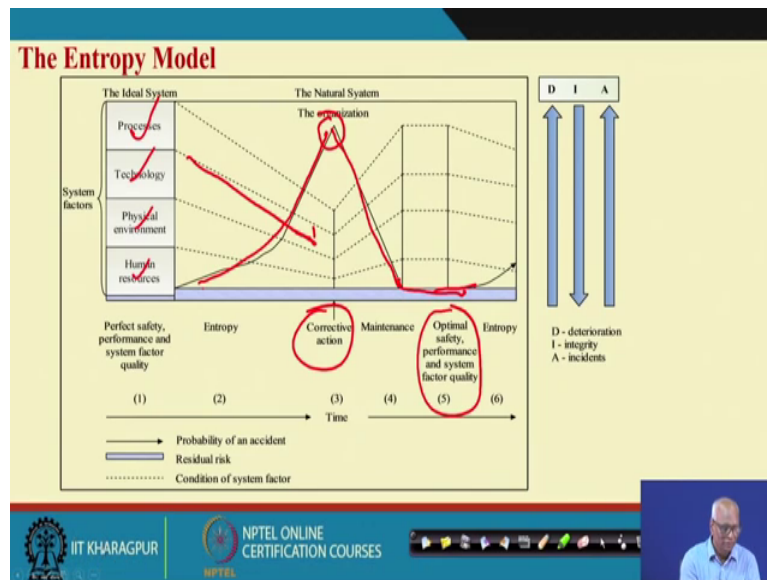 The Entropy Model
The Ideal System
The Natural Syatem
D I A
The organization
Processes
Technology
System
factors
Physical
environment
Human
resources
Perfect safety,
performance and
system factor
quality
Entropy
Corrective
action
Maintenance
Optimal
safety,
performance
and system
factor quality
Entropy
D - deterioration
I - integrity
A - incidents
(1) (2) (3) (4) (5) (6)
Time
Probability of an accident
Residual risk
Condition of system factor
IIT KHARAGPUR
NPTEL
NPTEL ONLINE
CERTIFICATION COURSES